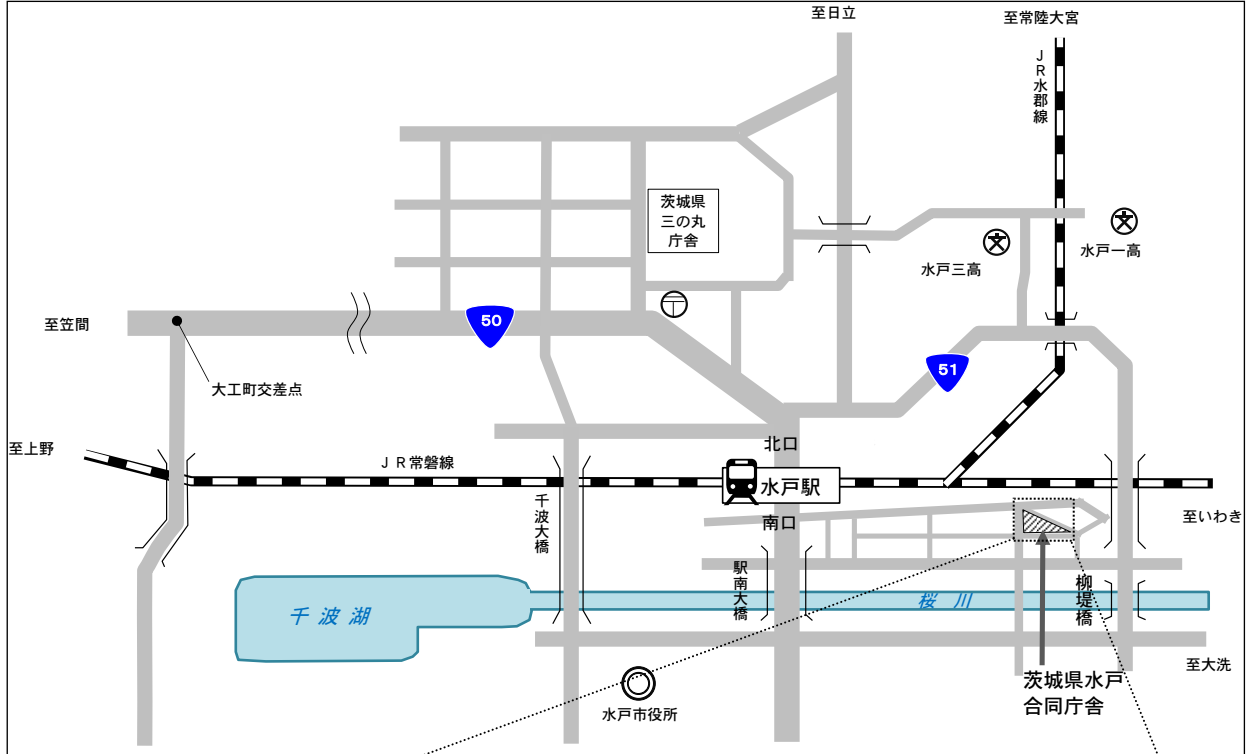 至日立
至常陸大宮
ＪＲ水郡線
茨城県
三の丸
庁舎
水戸三高
水戸一高
至笠間
50
大工町交差点
51
至上野
ＪＲ常磐線
北口
水戸駅
南口
至いわき
千波大橋
駅南大橋
柳堤橋
千波湖
桜川
至大洗
茨城県水戸
合同庁舎
水戸市役所